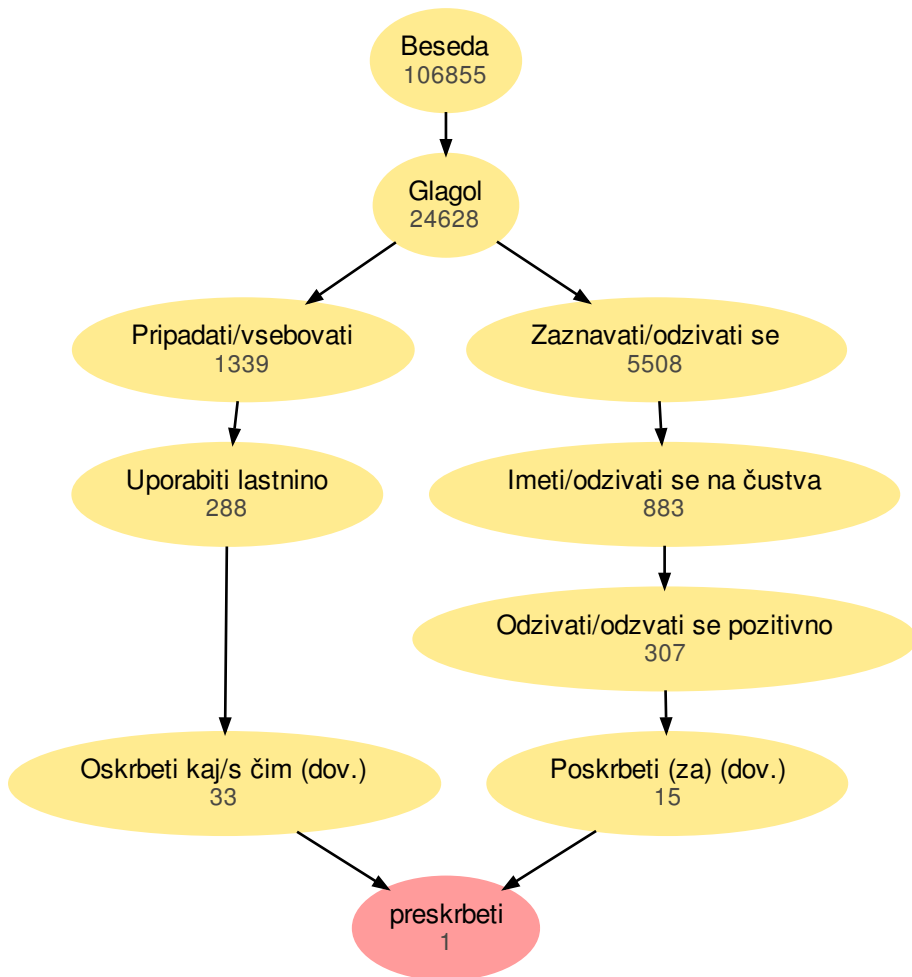 Beseda
106855
Glagol
24628
Pripadati/vsebovati
1339
Zaznavati/odzivati se
5508
Uporabiti lastnino
288
Imeti/odzivati se na čustva
883
Odzivati/odzvati se pozitivno
307
Oskrbeti kaj/s čim (dov.)
33
Poskrbeti (za) (dov.)
15
preskrbeti
1